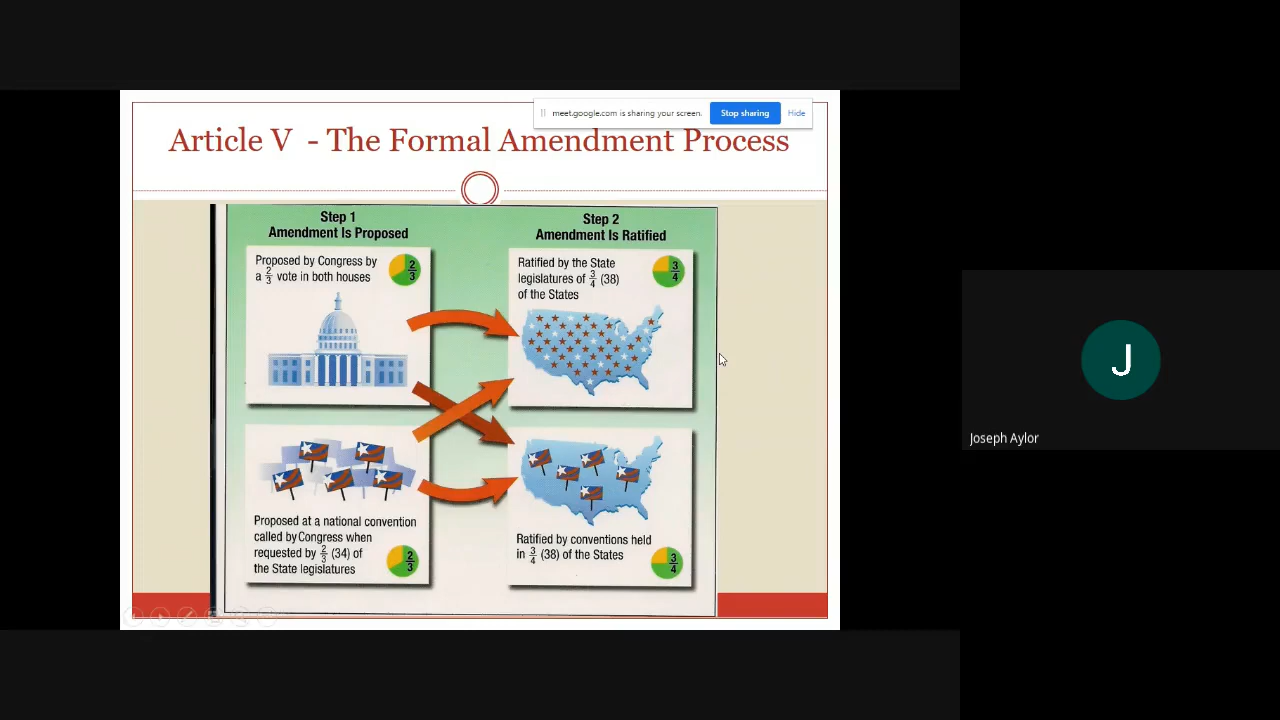 meet.google.com is sharing your screen.
Stop sharing
Hide
Article V - The Formal Amendment Process
Step 1
Amendment Is Proposed
Proposed by Congress by
a 2/3 vote in both houses
2/3
Proposed at a national convention
called by Congress when
requested by 2/3 (34) of
the State legislatures
2/3
Step 2
Amendment Is Ratified
Ratified by the State
legislatures of 3/4 (38)
of the States
3/4
Ratified by conventions held
in 3/4 (38) of the States
3/4
J
Joseph Aylor